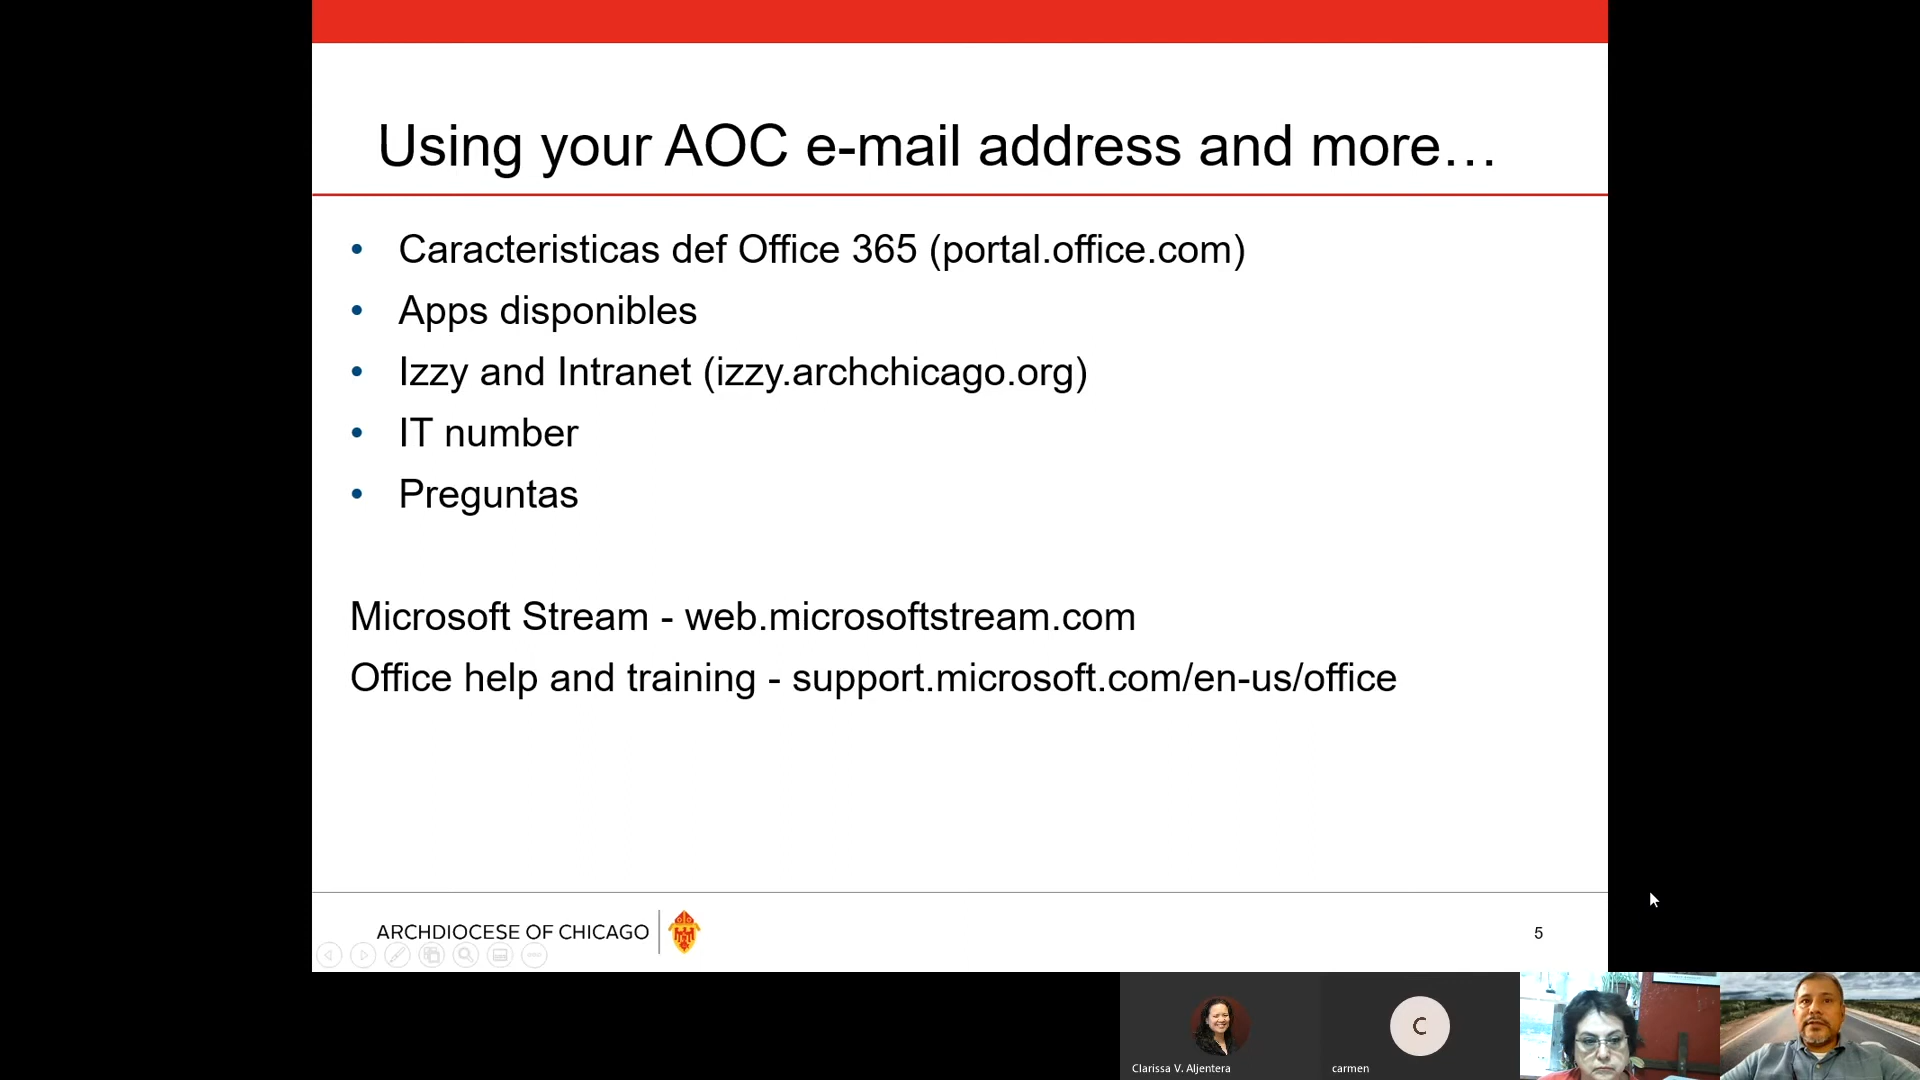 Using your AOC e-mail address and more…
• Caracteristicas def Office 365 (portal.office.com)
• Apps disponibles
• Izzy and Intranet (izzy.archchicago.org)
• IT number
• Preguntas
Microsoft Stream - web.microsoftstream.com
Office help and training - support.microsoft.com/en-us/office
ARCHDIOCESE OF CHICAGO
5
C
Clarissa V. Aljentera
carmen